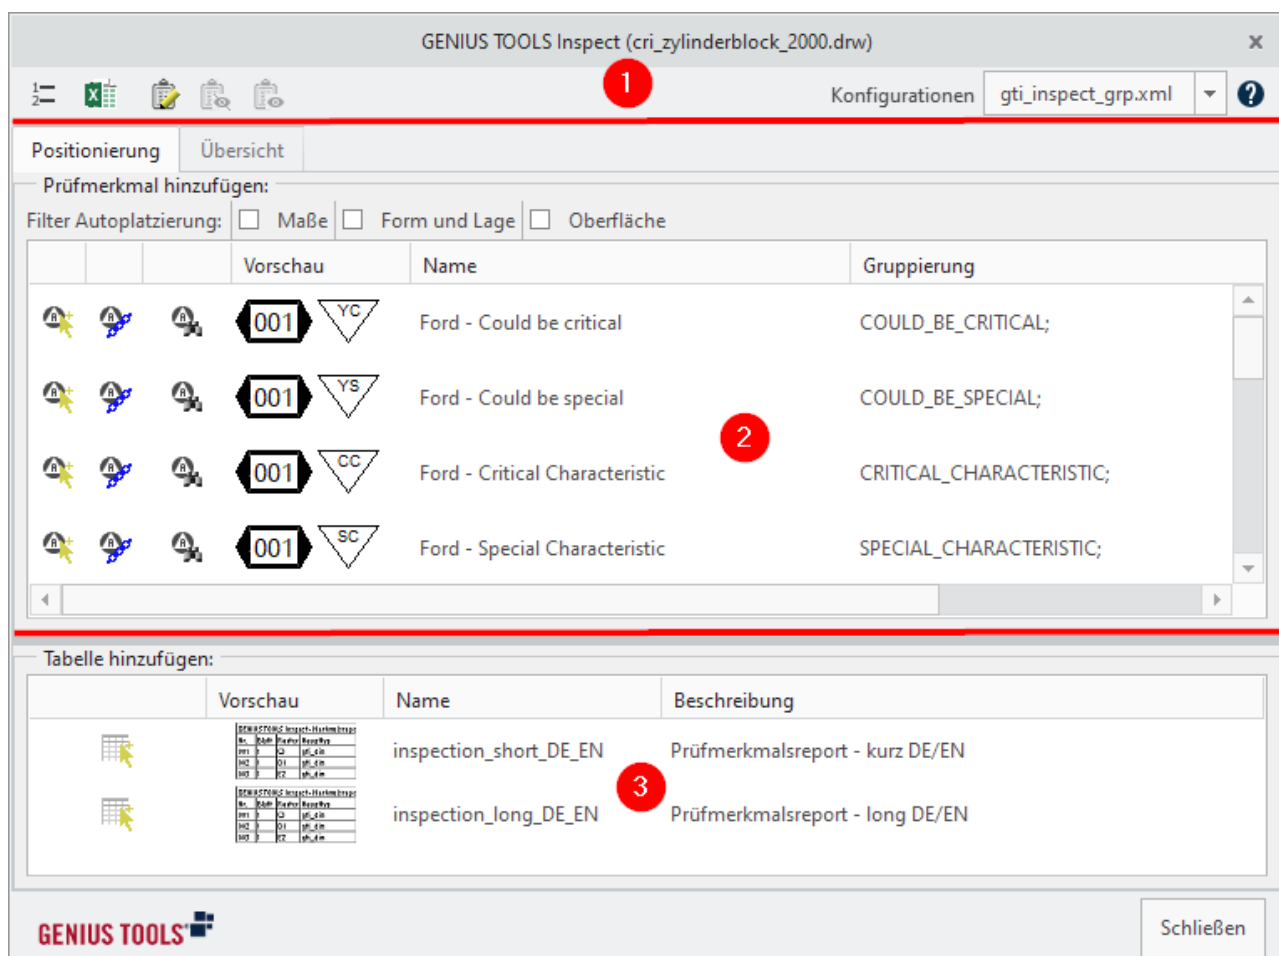 GENIUS TOOLS Inspect (cri_zylinderblock_2000.drw) x
1
Konfigurationen gti_inspect_grp.xml ?
Positionierung Übersicht
Prüfmerkmal hinzufügen:
Filter Autoplatzierung: Maße Form und Lage Oberfläche
Vorschau Name Gruppierung
001 YC Ford - Could be critical COULD_BE_CRITICAL;
001 YS Ford - Could be special COULD_BE_SPECIAL;
2
001 CC Ford - Critical Characteristic CRITICAL_CHARACTERISTIC;
001 SC Ford - Special Characteristic SPECIAL_CHARACTERISTIC;
Tabelle hinzufügen:
Vorschau Name Beschreibung
inspection_short_DE_EN Prüfmerkmalsreport - kurz DE/EN
3
inspection_long_DE_EN Prüfmerkmalsreport - long DE/EN
GENIUS TOOLS Schließen